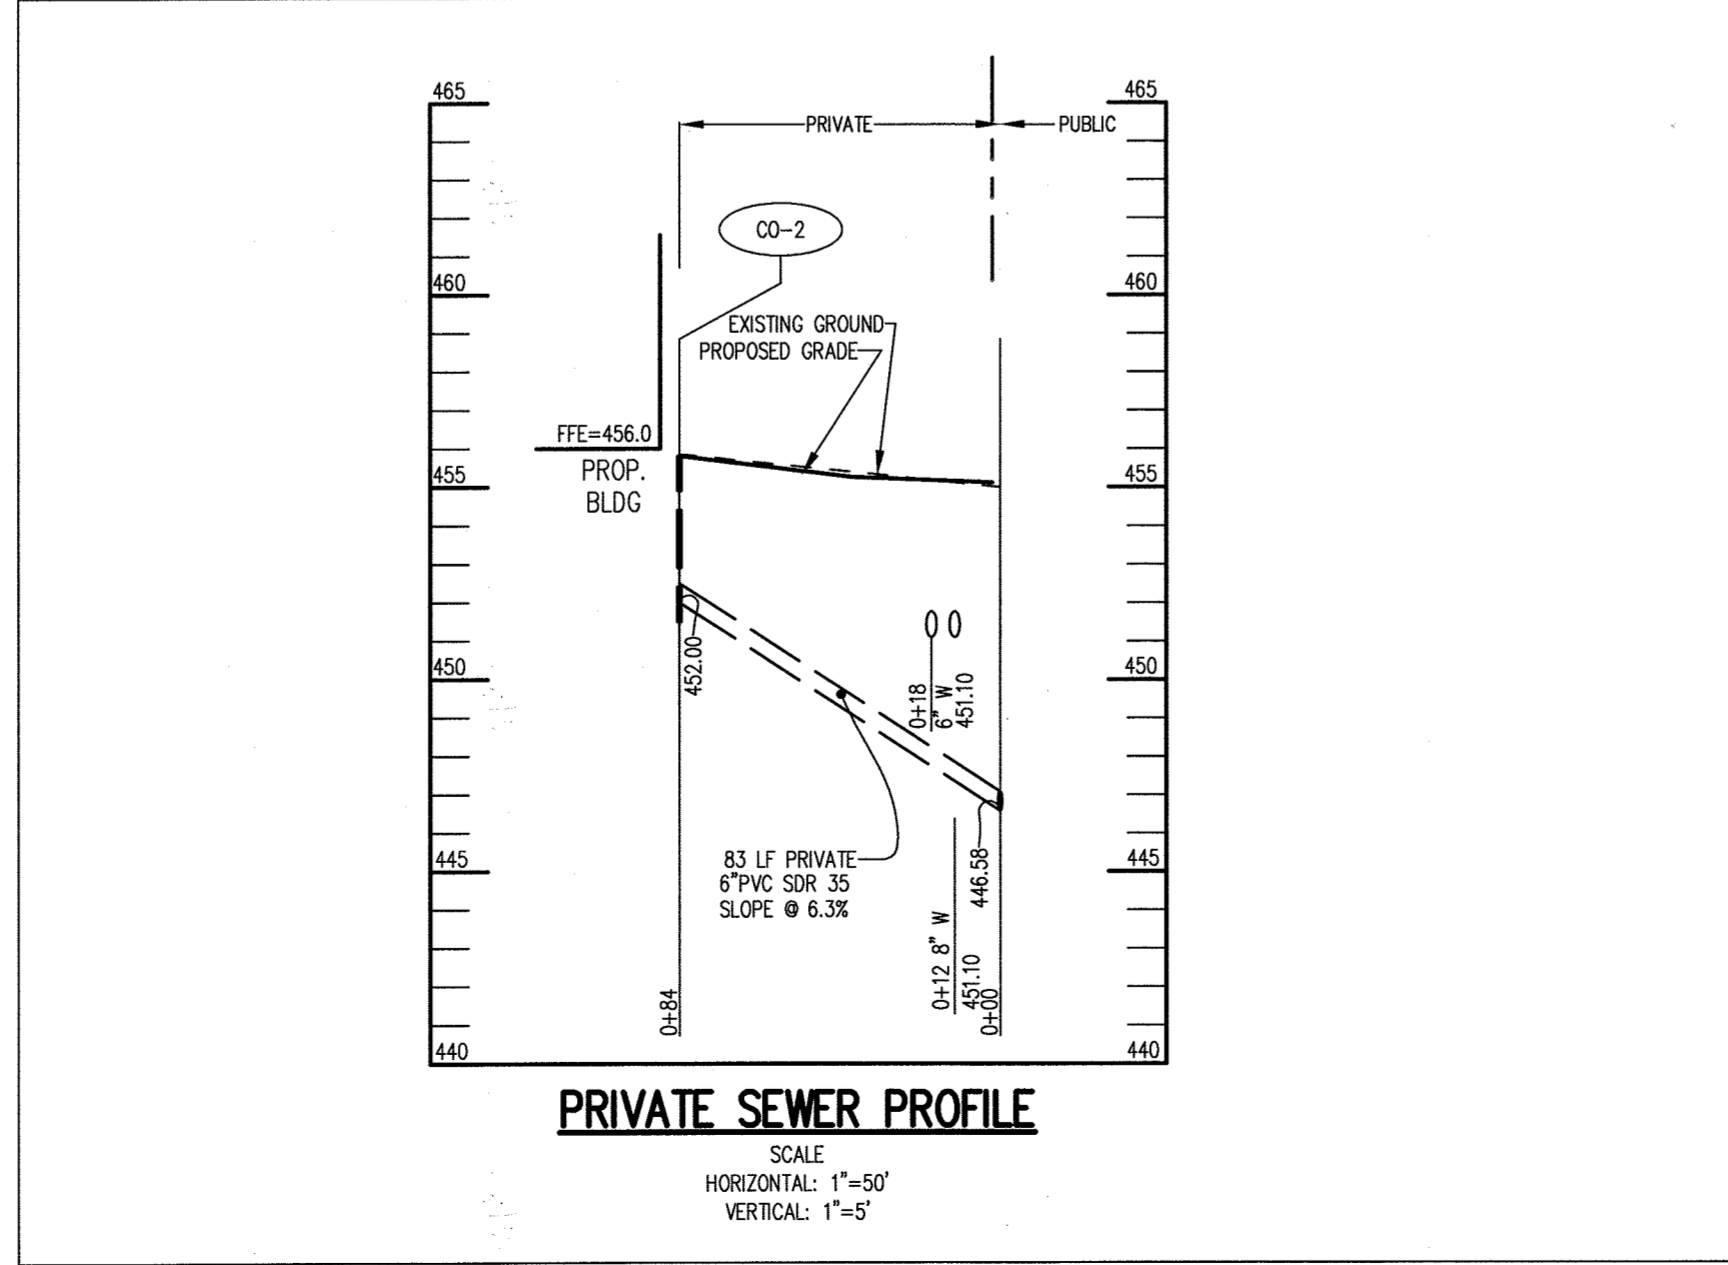 465
465
PRIVATE
PUBLIC
CO-2
460
460
EXISTING GROUND
PROPOSED GRADE
FFE=456.0
PROP.
BLDG
455
455
452.00
450
450
0+18
6" W
451.10
83 LF PRIVATE
6"PVC SDR 35
SLOPE @ 6.3%
445
445
446.58
0+12 8" W
451.10
0+84
0+00
440
440
PRIVATE SEWER PROFILE
SCALE
HORIZONTAL: 1"=50'
VERTICAL: 1"=5'